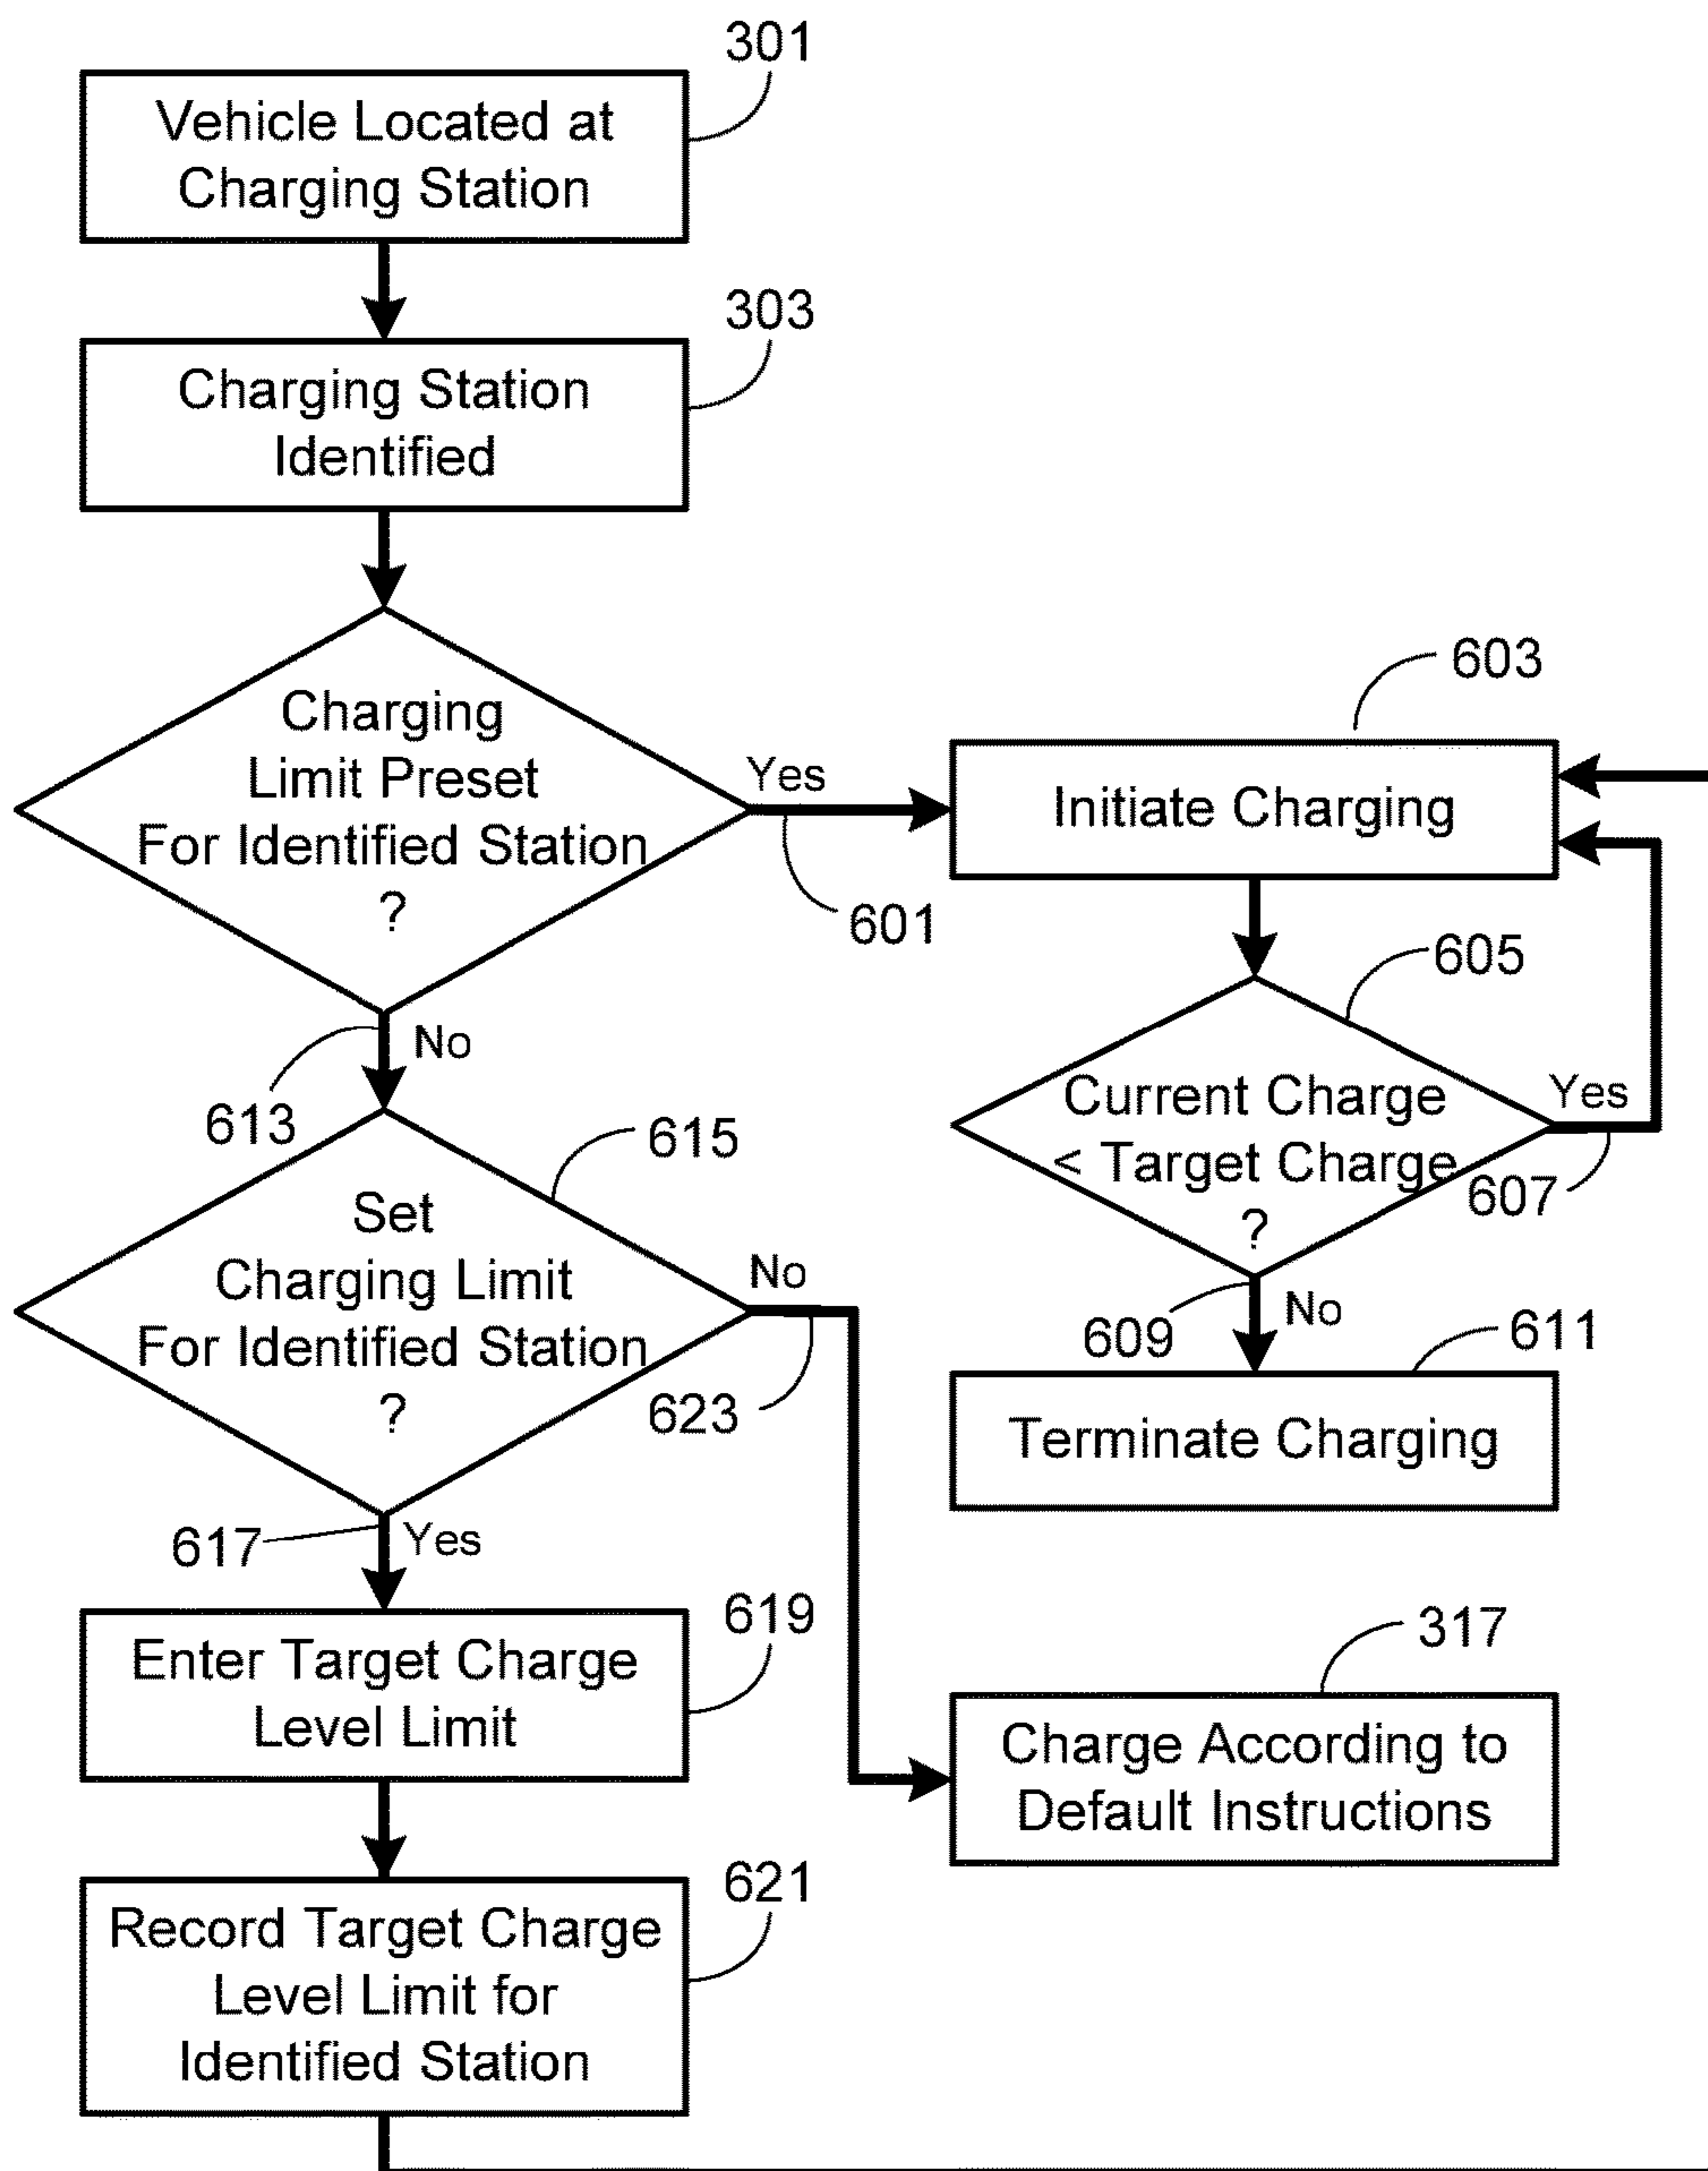 301
Vehicle Located at
Charging Station
303
Charging Station
Identified
Charging
Limit Preset
For Identified Station
?
Yes
601
603
Initiate Charging
605
Current Charge
< Target Charge
?
Yes
607
609
No
611
Terminate Charging
613
No
615
Set
Charging Limit
For Identified Station
?
No
623
617
Yes
619
Enter Target Charge
Level Limit
317
Charge According to
Default Instructions
621
Record Target Charge
Level Limit for
Identified Station